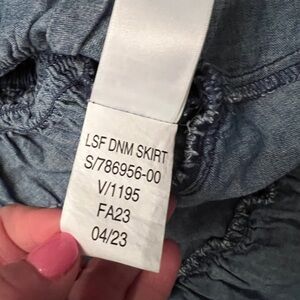 LSF DNM SKIRT
S/786956-00
V/1195
FA23
04/23